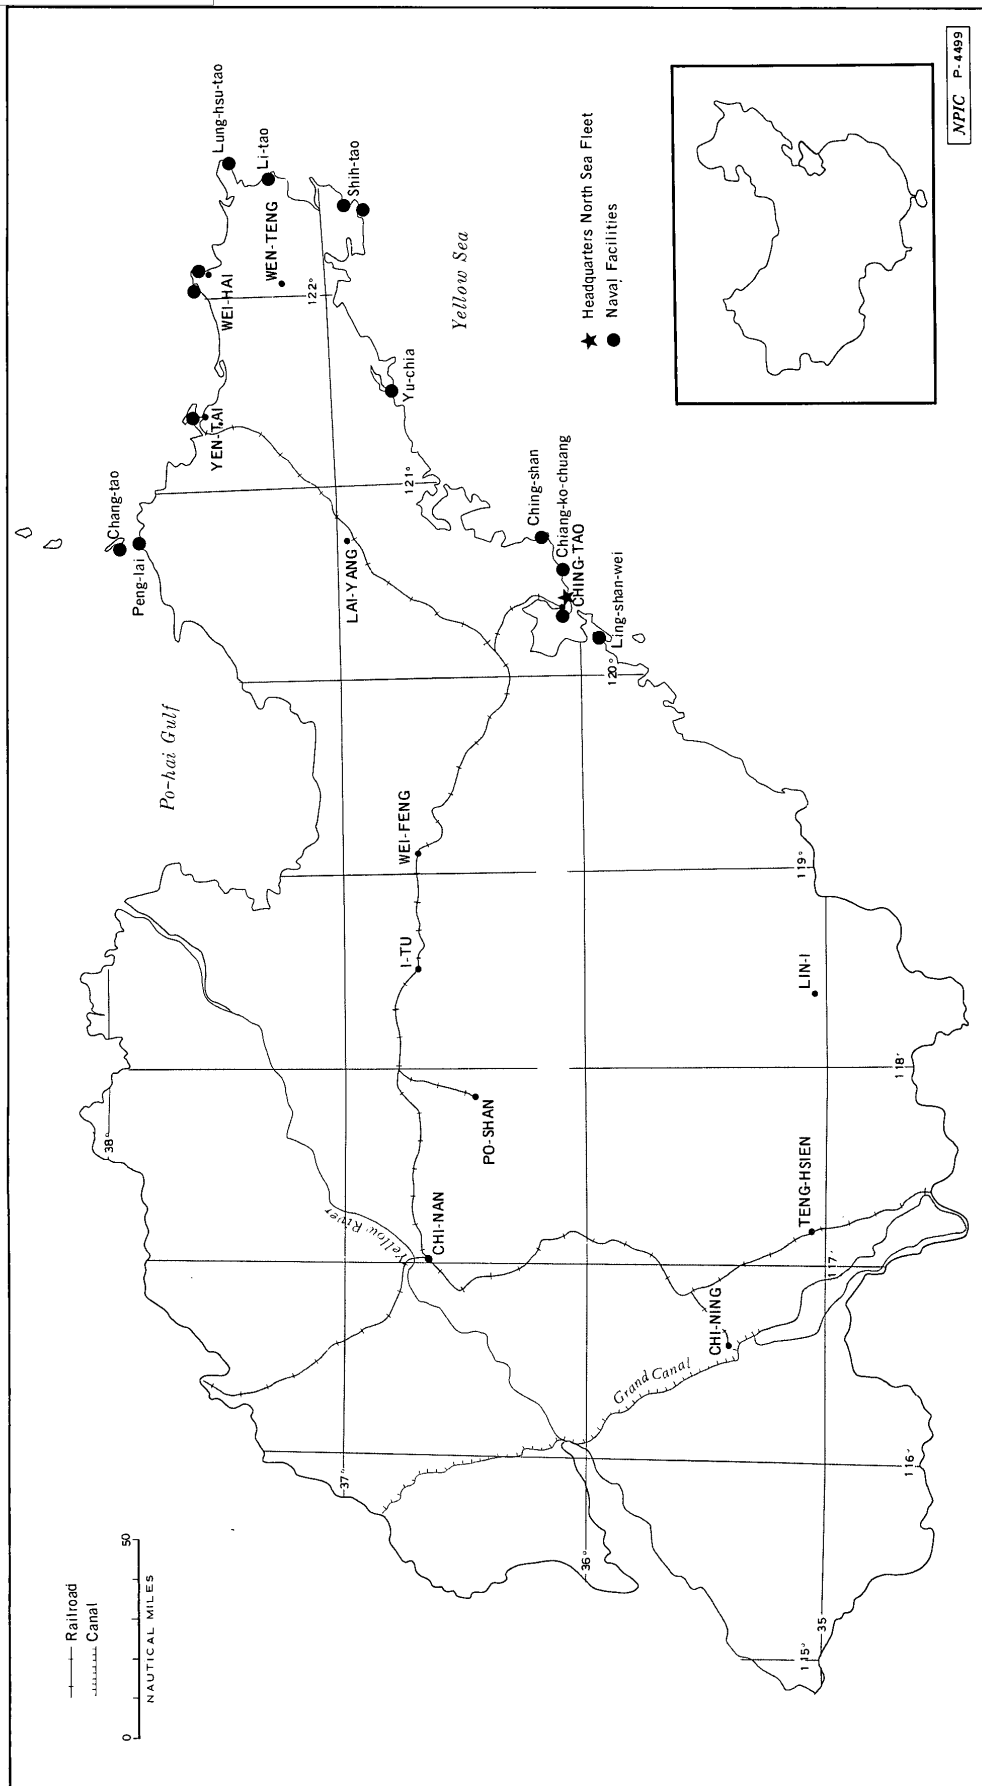 NPIC P-4499
Lung-hsu-tao
Li-tao
Shih-tao
WEN-TENG
WEI-HAI
122°
Yellow Sea
Headquarters North Sea Fleet
Naval Facilities
YEN-TAI
Yu-chia
121°
Chang-tao
Peng-lai
LAI-YANG
Ching-shan
Chiang-ko-chuang
CHING-TAO
Ling-shan-wei
120°
Po-hai Gulf
WEI-FENG
119°
I-TU
LIN-I
118°
38°
PO-SHAN
Yellow River
CHI-NAN
TENG-HSIEN
117°
CHI-NING
Grand Canal
37°
116°
36°
35
115°
Railroad
Canal
0 50
NAUTICAL MILES